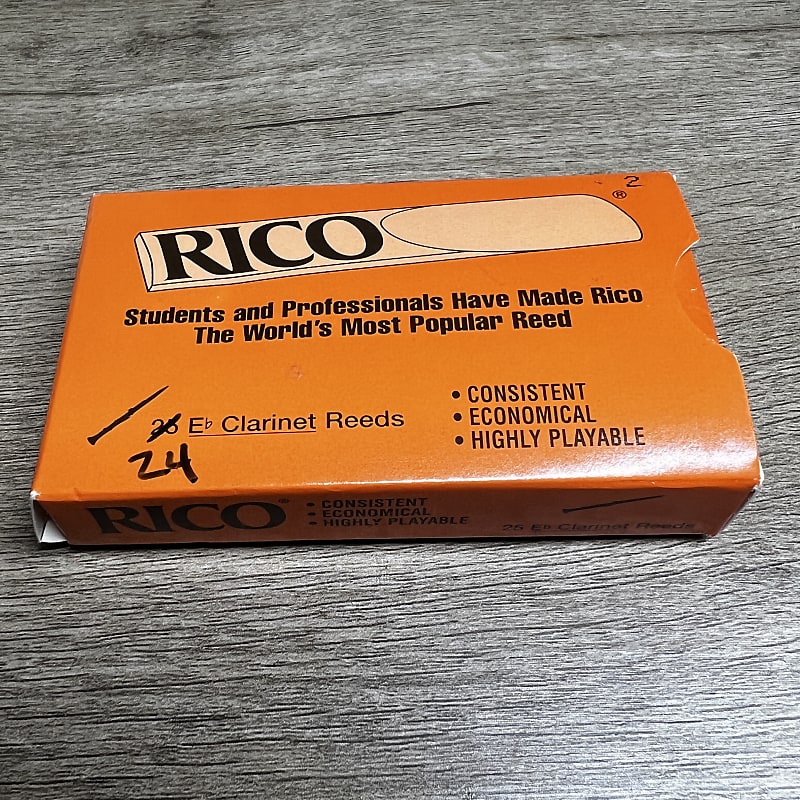 2
RICO®
Students and Professionals Have Made Rico
The World's Most Popular Reed
25 E♭ Clarinet Reeds
24
• CONSISTENT
• ECONOMICAL
• HIGHLY PLAYABLE
RICO®
• CONSISTENT
• ECONOMICAL
• HIGHLY PLAYABLE
25 E♭ Clarinet Reeds